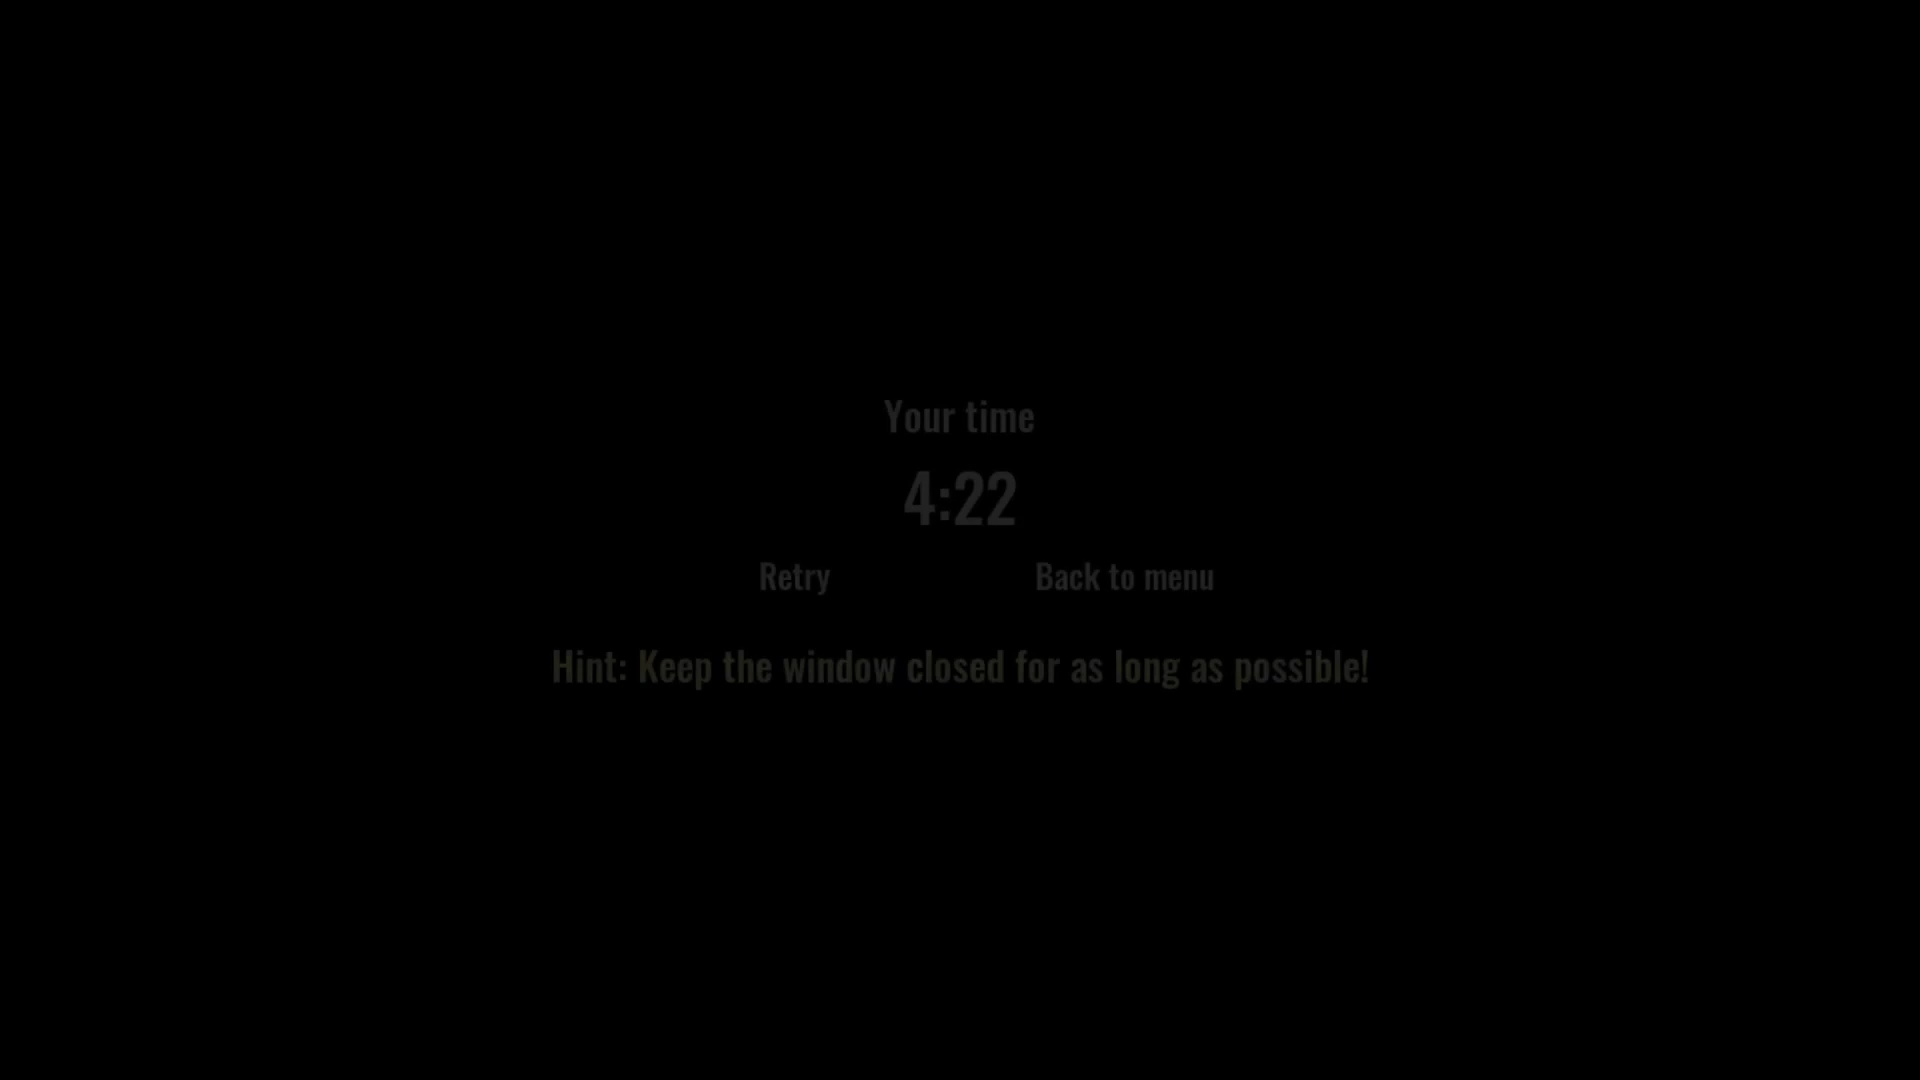 Your time
4:22
Retry Back to menu
Hint: Keep the window closed for as long as possible!